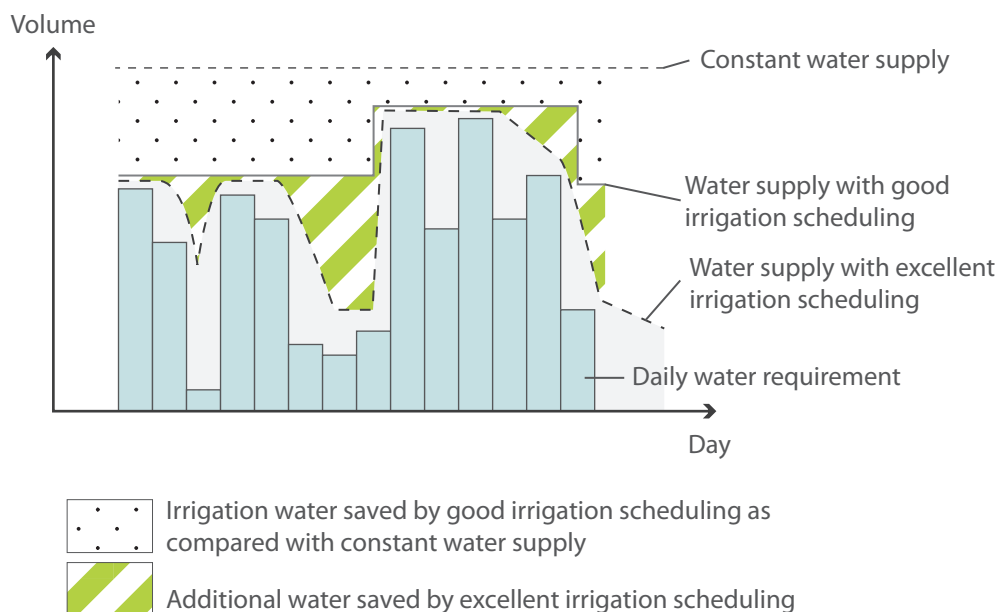 Volume
Constant water supply
Water supply with good
irrigation scheduling
Water supply with excellent
irrigation scheduling
Daily water requirement
Day
Irrigation water saved by good irrigation scheduling as
compared with constant water supply
Additional water saved by excellent irrigation scheduling